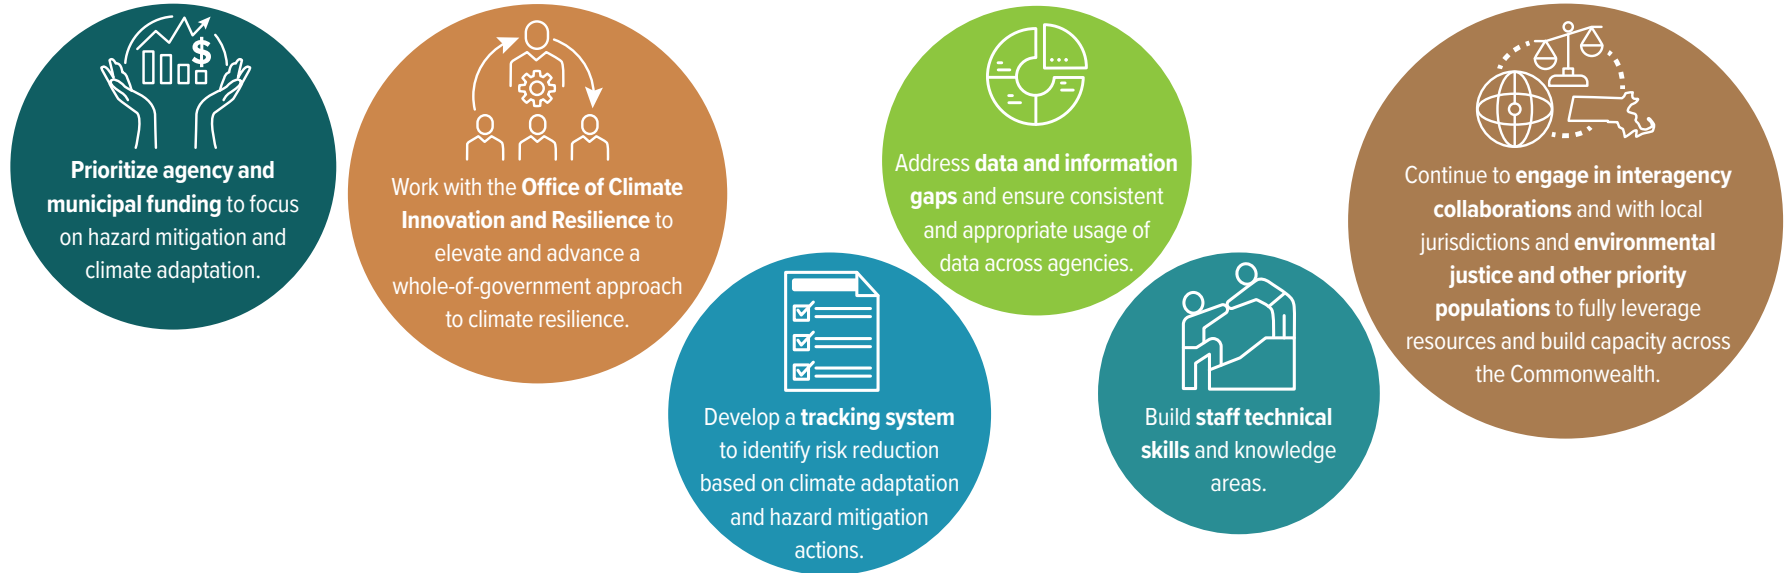 $
Prioritize agency and
municipal funding to focus
on hazard mitigation and
climate adaptation.
Work with the Office of Climate
Innovation and Resilience to
elevate and advance a
whole-of-government approach
to climate resilience.
Develop a tracking system
to identify risk reduction
based on climate adaptation
and hazard mitigation
actions.
Address data and information
gaps and ensure consistent
and appropriate usage of
data across agencies.
Build staff technical
skills and knowledge
areas.
Continue to engage in interagency
collaborations and with local
jurisdictions and environmental
justice and other priority
populations to fully leverage
resources and build capacity across
the Commonwealth.